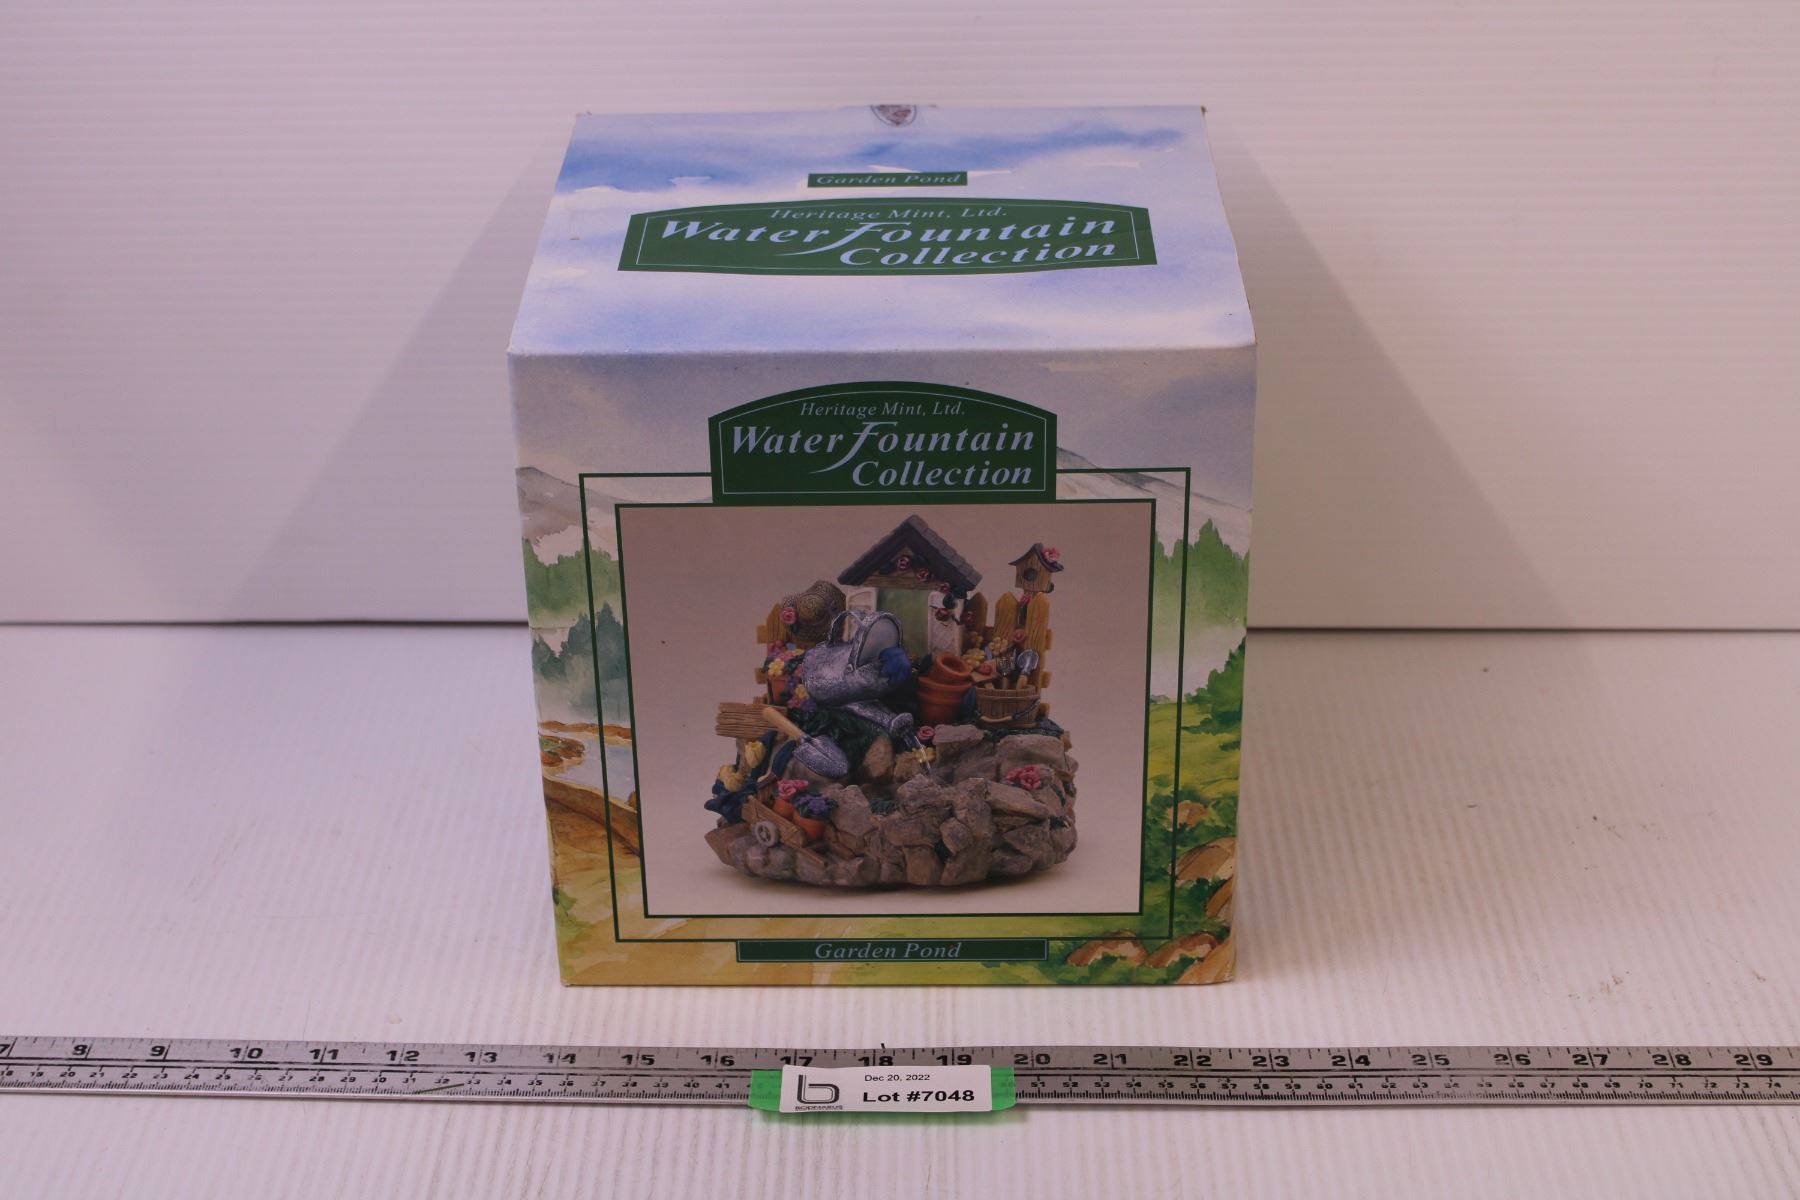 Garden Pond
Heritage Mint, Ltd.
Water Fountain
Collection
Heritage Mint, Ltd.
Water Fountain
Collection
Garden Pond
7 8 9 10 11 12 13 14 15 16 17 18 19 20 21 22 23 24 25 26 27 28 29
Dec 20, 2022
Lot #7048